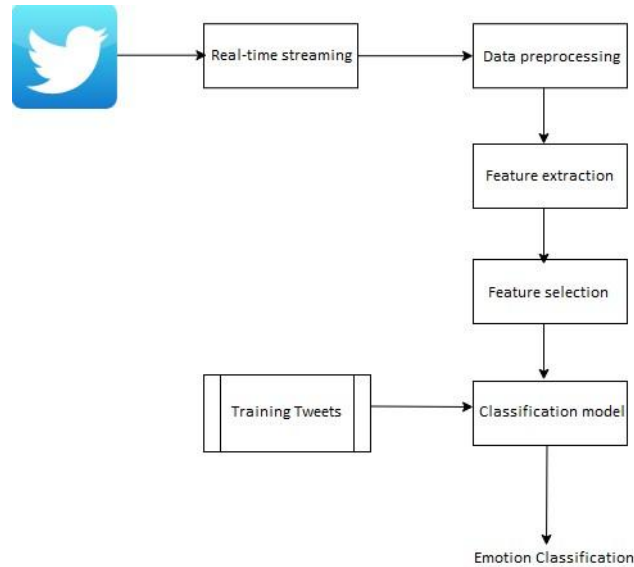 Real-time streaming
Data preprocessing
Feature extraction
Feature selection
Training Tweets
Classification model
Emotion Classification